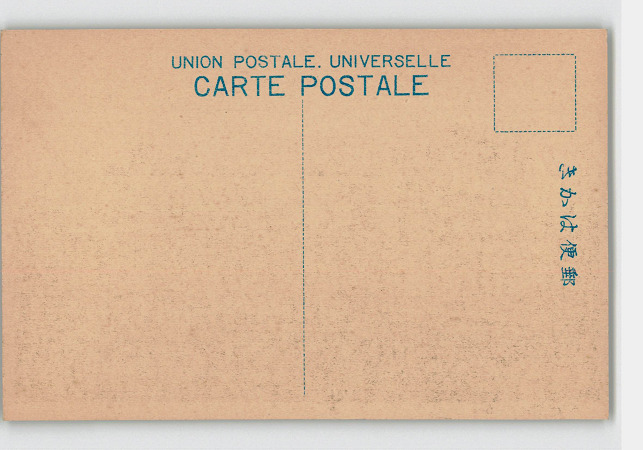 UNION POSTALE. UNIVERSELLE
CARTE POSTALE
きかは便郵